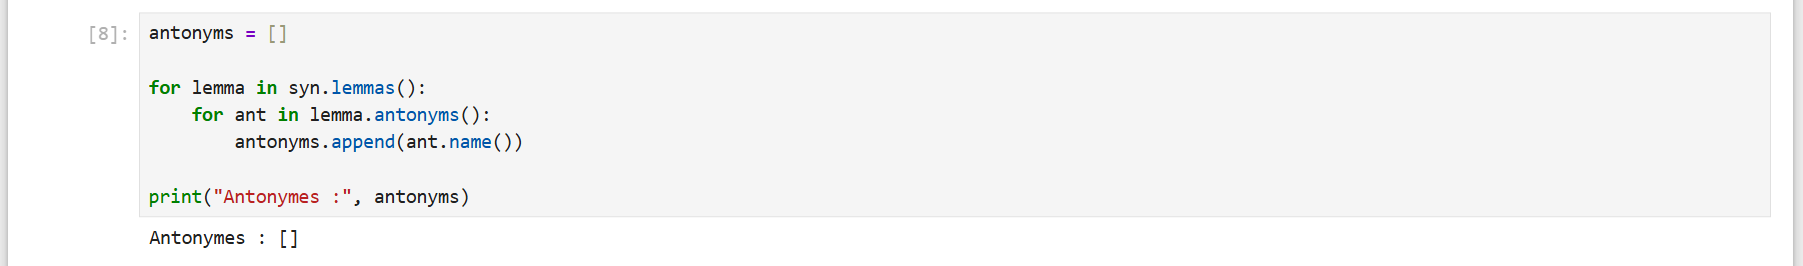 [8]: antonyms = []
for lemma in syn.lemmas():
    for ant in lemma.antonyms():
        antonyms.append(ant.name())
print("Antonymes :", antonyms)
Antonymes : []